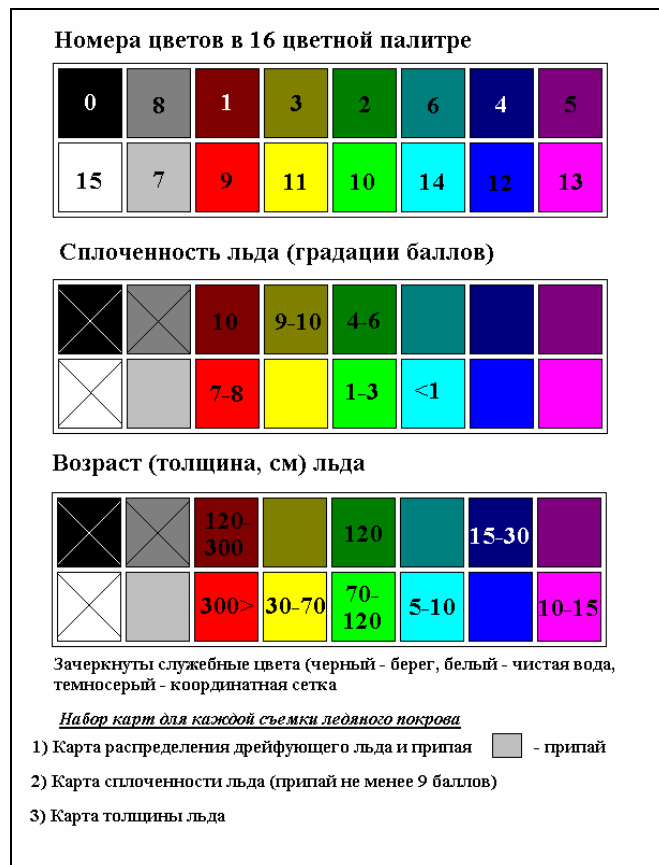 Номера цветов в 16 цветной палитре
0 8 1 3 2 6 4 5
15 7 9 11 10 14 12 13
Сплоченность льда (градации баллов)
10 9-10 4-6
7-8 1-3 <1
Возраст (толщина, см) льда
120-300 120 15-30
300> 30-70 70-120 5-10 10-15
Зачеркнуты служебные цвета (черный - берег, белый - чистая вода,
темносерый - координатная сетка
Набор карт для каждой съемки ледяного покрова
1) Карта распределения дрейфующего льда и припая - припай
2) Карта сплоченности льда (припай не менее 9 баллов)
3) Карта толщины льда